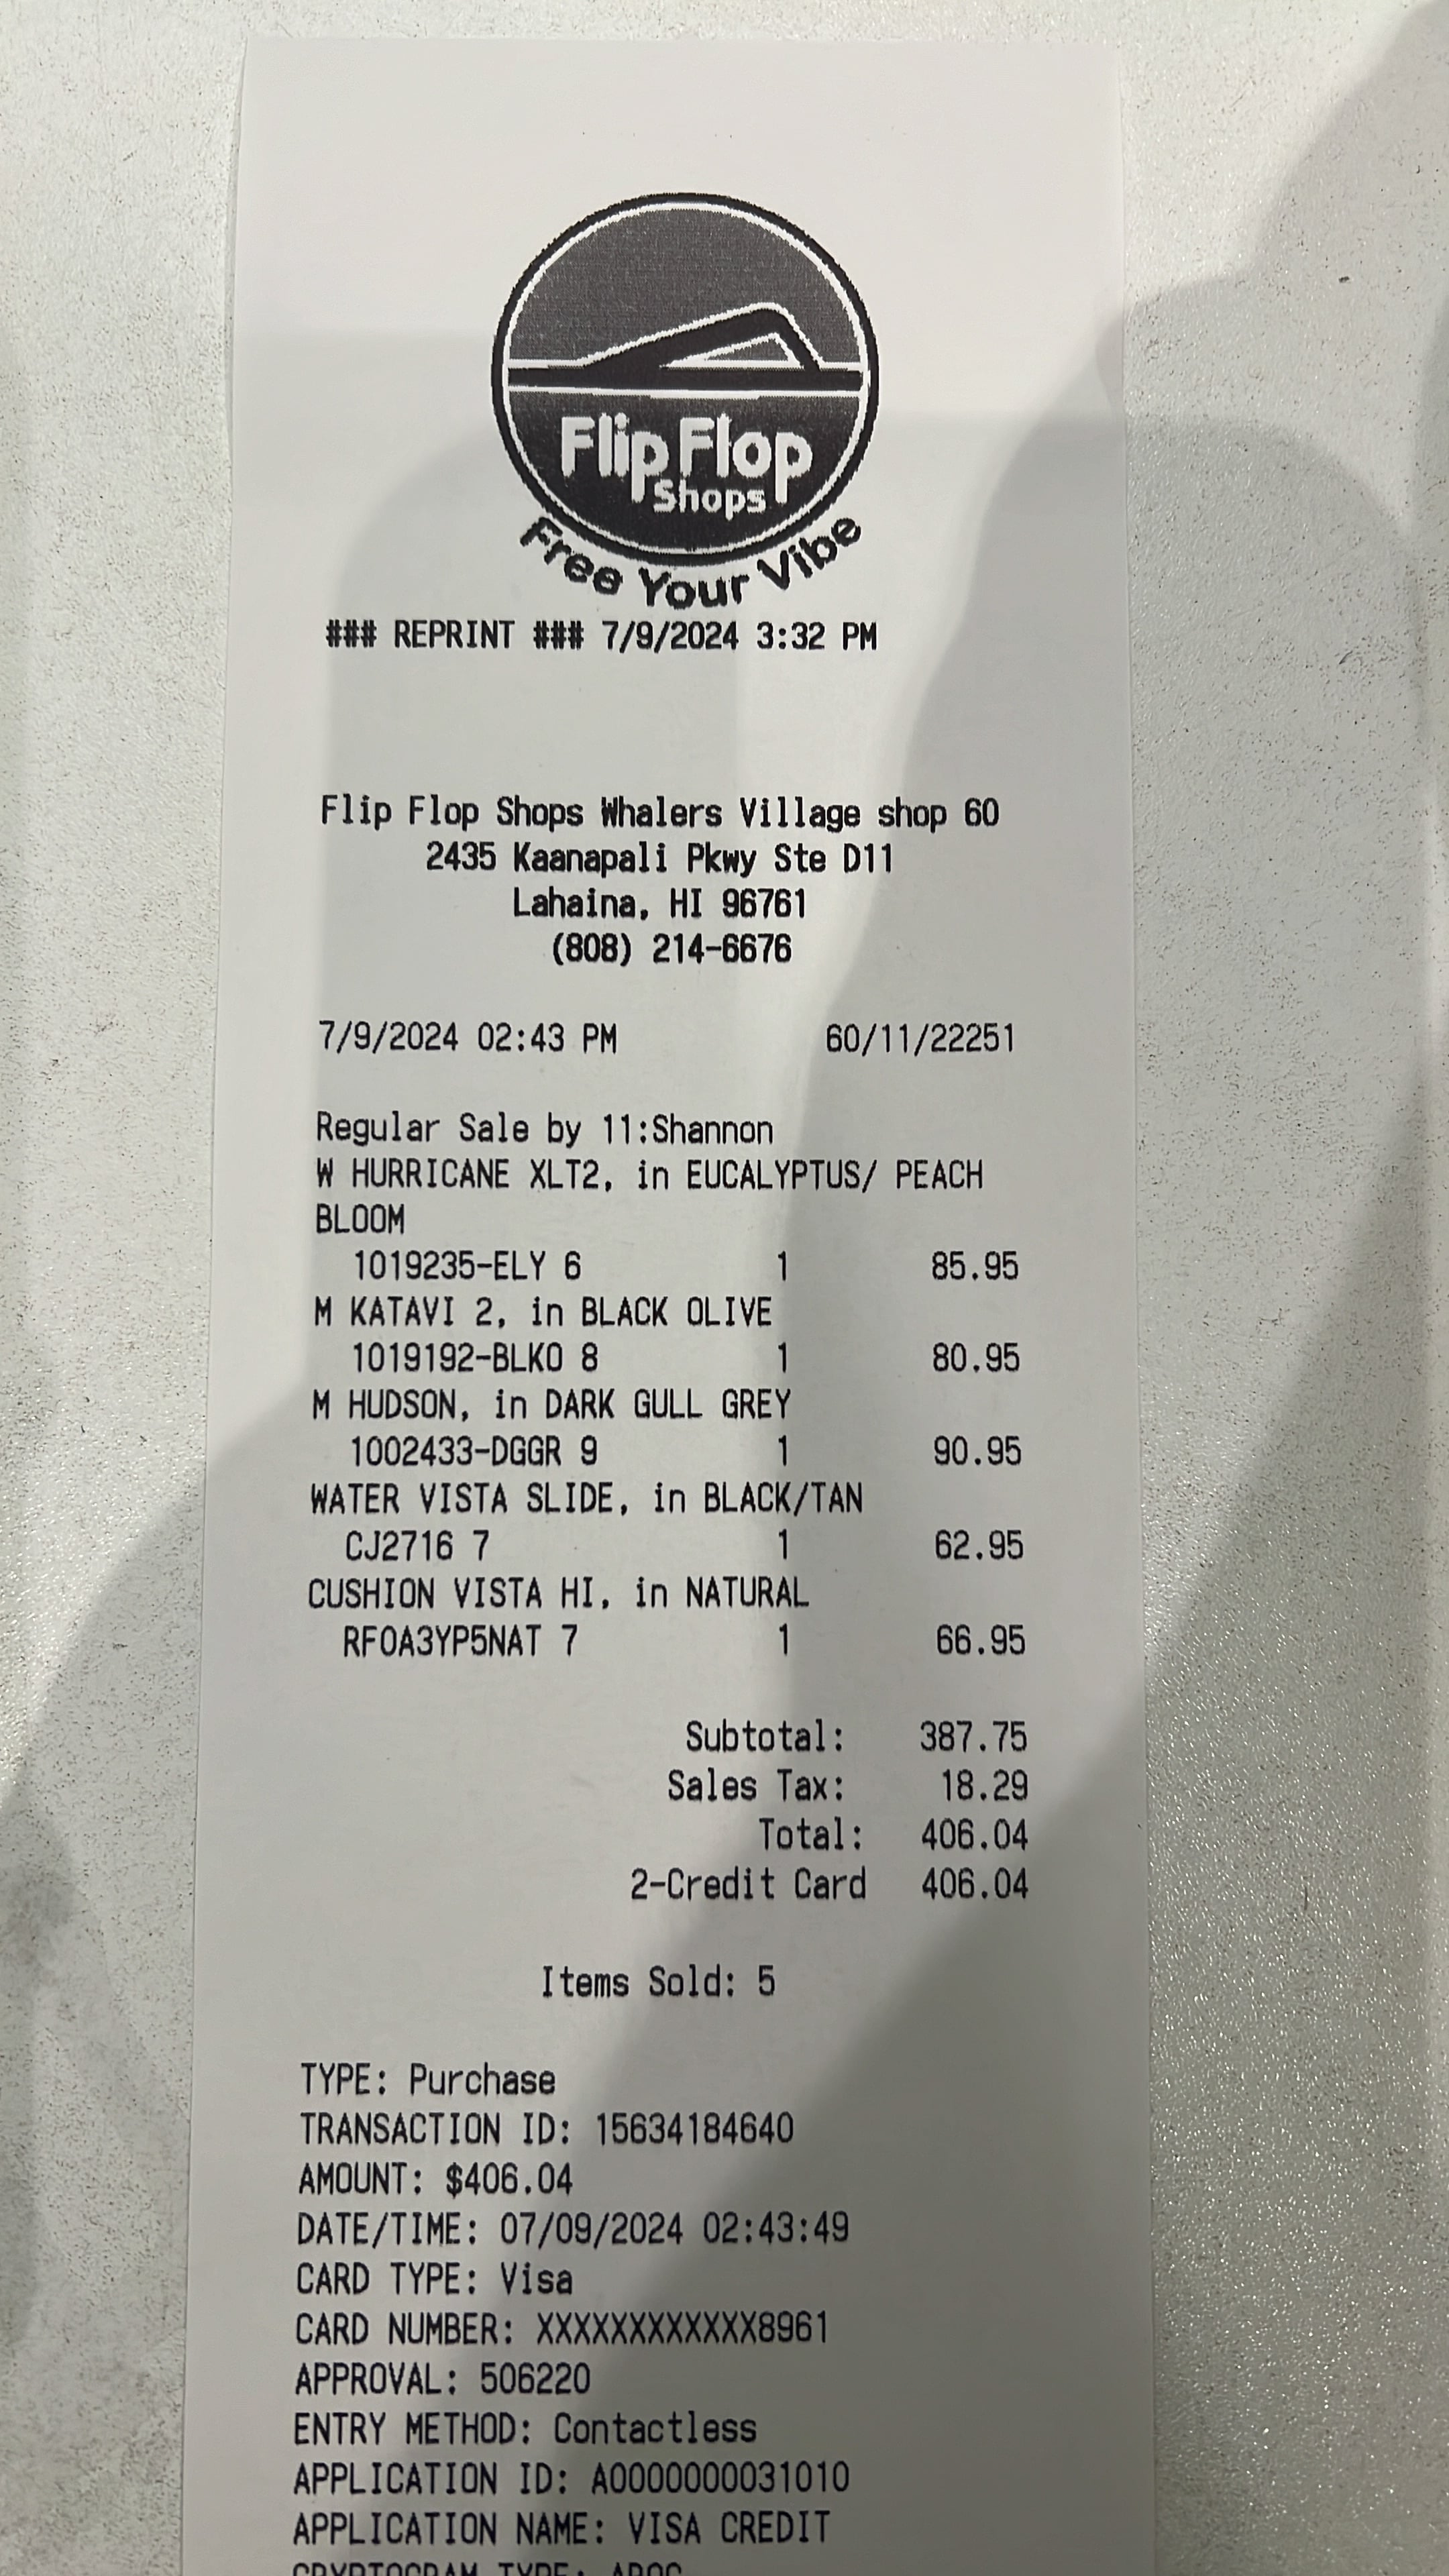 Flip Flop
Shops
Free Your Vibe
### REPRINT ### 7/9/2024 3:32 PM
Flip Flop Shops Whalers Village shop 60
2435 Kaanapali Pkwy Ste D11
Lahaina, HI 96761
(808) 214-6676
7/9/2024 02:43 PM 60/11/22251
Regular Sale by 11:Shannon
W HURRICANE XLT2, in EUCALYPTUS/ PEACH
BLOOM
1019235-ELY 6 1 85.95
M KATAVI 2, in BLACK OLIVE
1019192-BLKO 8 1 80.95
M HUDSON, in DARK GULL GREY
1002433-DGGR 9 1 90.95
WATER VISTA SLIDE, in BLACK/TAN
CJ2716 7 1 62.95
CUSHION VISTA HI, in NATURAL
RF0A3YP5NAT 7 1 66.95
Subtotal: 387.75
Sales Tax: 18.29
Total: 406.04
2-Credit Card 406.04
Items Sold: 5
TYPE: Purchase
TRANSACTION ID: 15634184640
AMOUNT: $406.04
DATE/TIME: 07/09/2024 02:43:49
CARD TYPE: Visa
CARD NUMBER: XXXXXXXXXXXX8961
APPROVAL: 506220
ENTRY METHOD: Contactless
APPLICATION ID: A0000000031010
APPLICATION NAME: VISA CREDIT
CRYPTOGRAM TYPE: ARQC